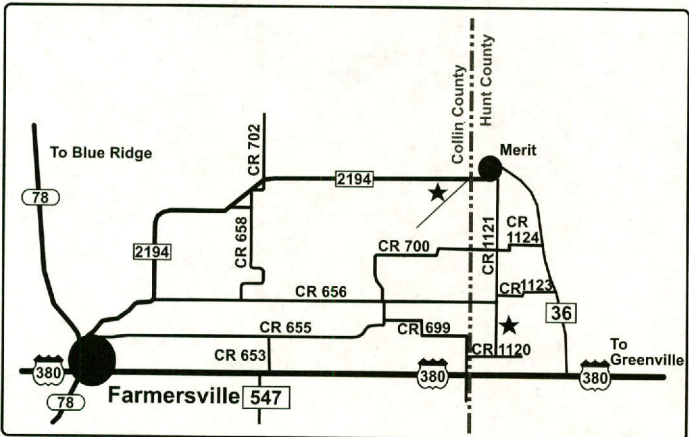 Collin County
Hunt County
To Blue Ridge
CR 702
Merit
2194
78
CR 658
CR 1121
CR
1124
CR 700
2194
CR 656
CR 1123
36
CR 655
CR 699
CR 653
CR 1120
To
Greenville
380
380
380
Farmersville
547
78